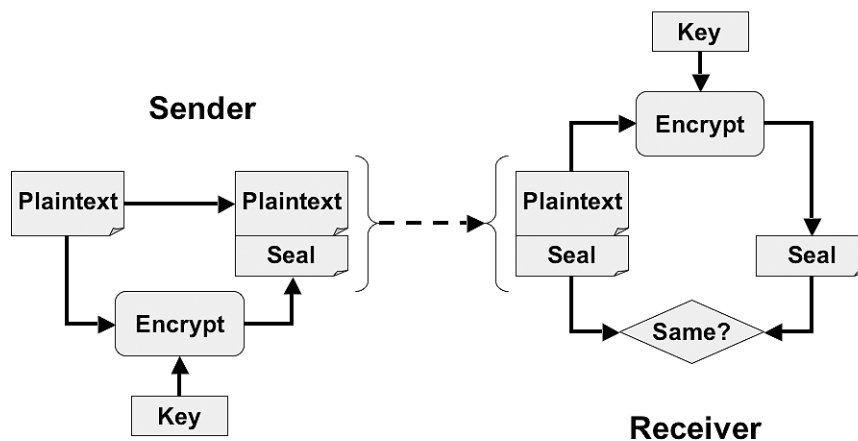 Sender
Plaintext
Plaintext
Seal
Encrypt
Key
Key
Encrypt
Plaintext
Seal
Seal
Same?
Receiver